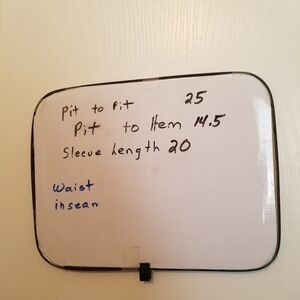 Pit to Pit 25
Pit to Hem 14.5
Sleeve Length 20
Waist
inseam